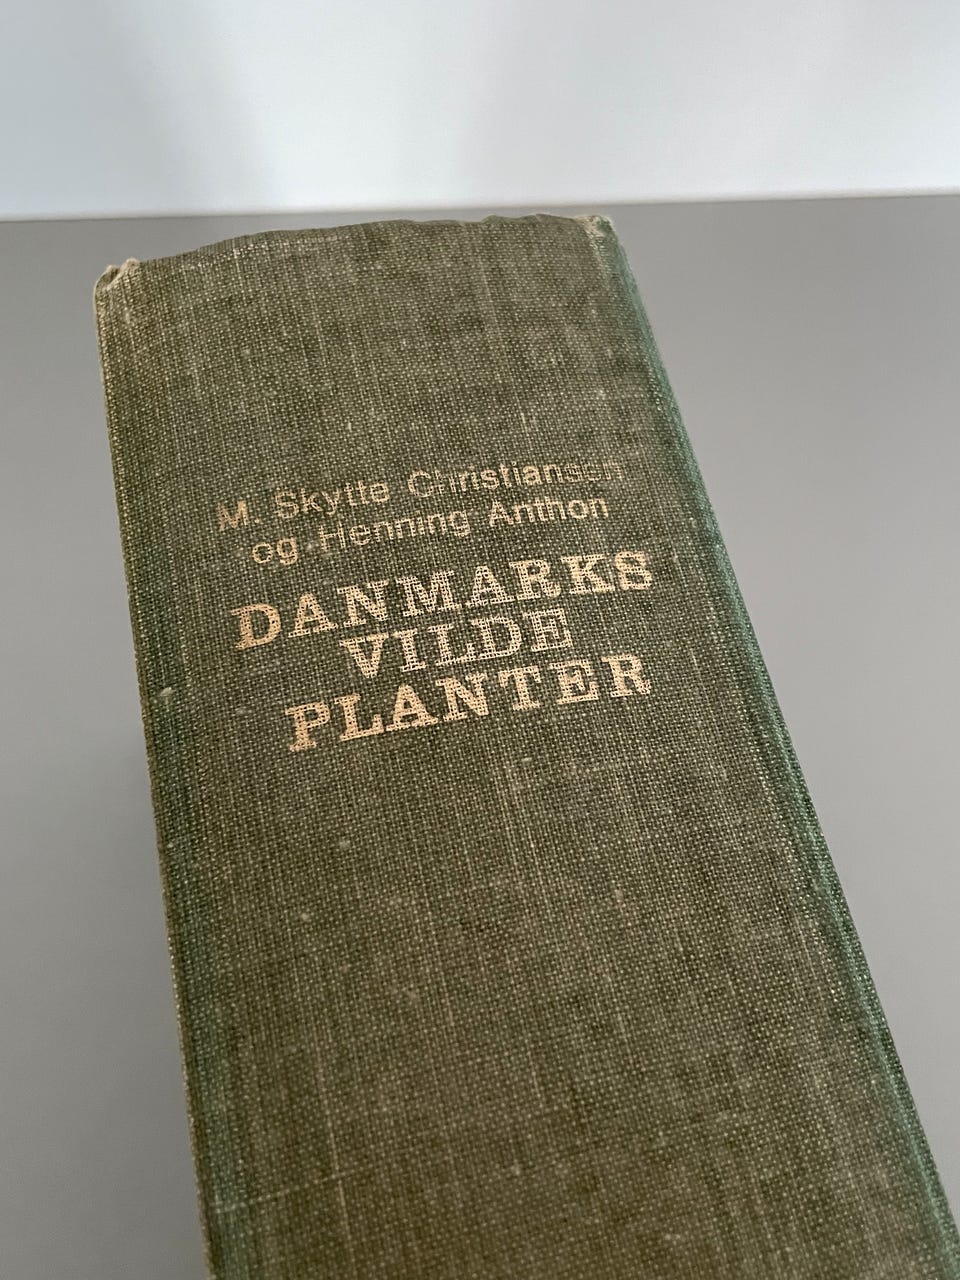 M. Skytte Christiansen
og Henning Anthon
DANMARKS
VILDE
PLANTER